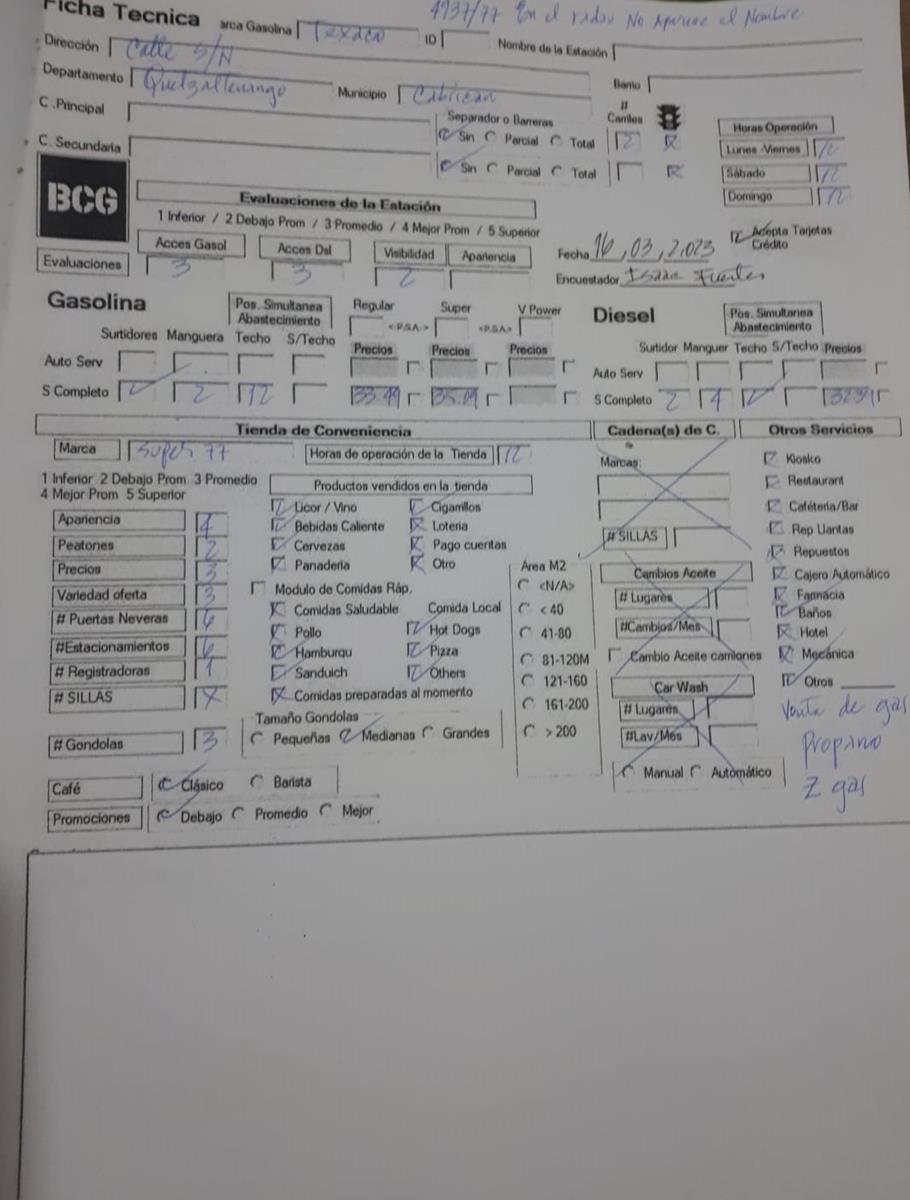 Ficha Tecnica arca Gasolina Texaco ID Nombre de la Estación
4937/77 En el radar No Aparece el Nombre
Dirección Calle S/N
Departamento Quetzaltenango Municipio Cabrican Barrio
C .Principal Separador o Barreras # Carriles
Sin Parcial Total 2 Horas Operación
C. Secundaria Sin Parcial Total Lunes -Viernes 12
Sábado 12
Domingo 12
BCG
Evaluaciones de la Estación
1 Inferior / 2 Debajo Prom / 3 Promedio / 4 Mejor Prom / 5 Superior
Acces Gasol Acces Dsl Visibilidad Apariencia Fecha 16,03,2023 Acepta Tarjetas Crédito
Evaluaciones 3 3 2 Encuestador Isaac Fuentes
Gasolina Pos. Simultanea Abastecimiento Regular Super V Power Diesel Pos. Simultanea Abastecimiento
<-P.S.A.-> <P.S.A>
Surtidores Manguera Techo S/Techo Precios Precios Precios Surtidor Manguer Techo S/Techo Precios
Auto Serv Auto Serv
S Completo 2 12 33.49 35.09 S Completo 2 4
Tienda de Conveniencia Cadena(s) de C. Otros Servicios
Marca Super 77 Horas de operación de la Tienda 12 Marcas: Kiosko
1 Inferior 2 Debajo Prom 3 Promedio
4 Mejor Prom 5 Superior
Productos vendidos en la tienda Restaurant
Licor / Vino Cigarrillos Caféteria/Bar
Apariencia 4 Bebidas Caliente Loteria #SILLAS Rep Llantas
Peatones 2 Cervezas Pago cuentas Repuestos
Precios 3 Panadería Otro Área M2 Cambios Aceite Cajero Automático
Variedad oferta 3 Modulo de Comidas Ráp. <N/A> # Lugares Farmacia
# Puertas Neveras 6 Comidas Saludable Comida Local < 40 Baños
#Estacionamientos 6 Pollo Hot Dogs 41-80 #Cambios/Mes Hotel
# Registradoras 1 Hamburqu Pizza 81-120M Cambio Aceite camiones Mecánica
# SILLAS X Sanduich Others 121-160 Car Wash Otros
Comidas preparadas al momento 161-200 # Lugares Venta de gas
# Gondolas 3 Tamaño Gondolas > 200 #Lav/Mes Propano
Pequeñas Medianas Grandes Manual Automático Z gas
Café Clásico Barista
Promociones Debajo Promedio Mejor